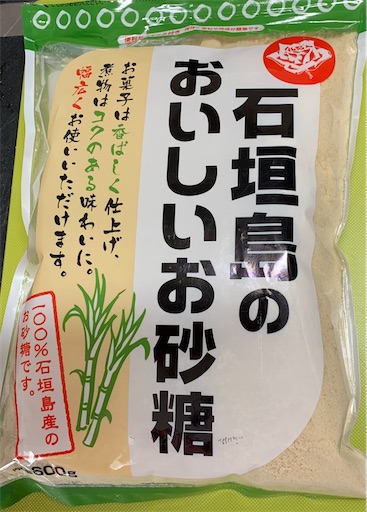 石垣島の
おいしいお砂糖
お菓子は香ばしく仕上げ、
煮物はコクのある味わいに。
幅広く
お使いいただけます。
100%石垣島産の
お砂糖です。
600g